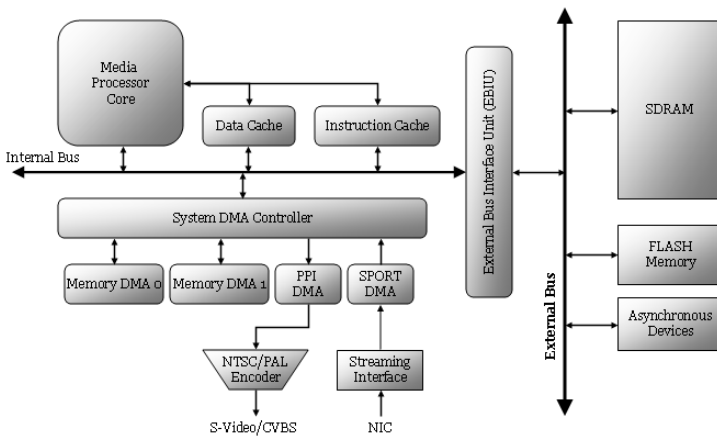 Media
Processor
Core
Data Cache
Instruction Cache
Internal Bus
System DMA Controller
Memory DMA 0
Memory DMA 1
PPI
DMA
SPORT
DMA
NTSC/PAL
Encoder
Streaming
Interface
S-Video/CVBS
NIC
External Bus Interface Unit (EBIU)
External Bus
SDRAM
FLASH
Memory
Asynchronous
Devices